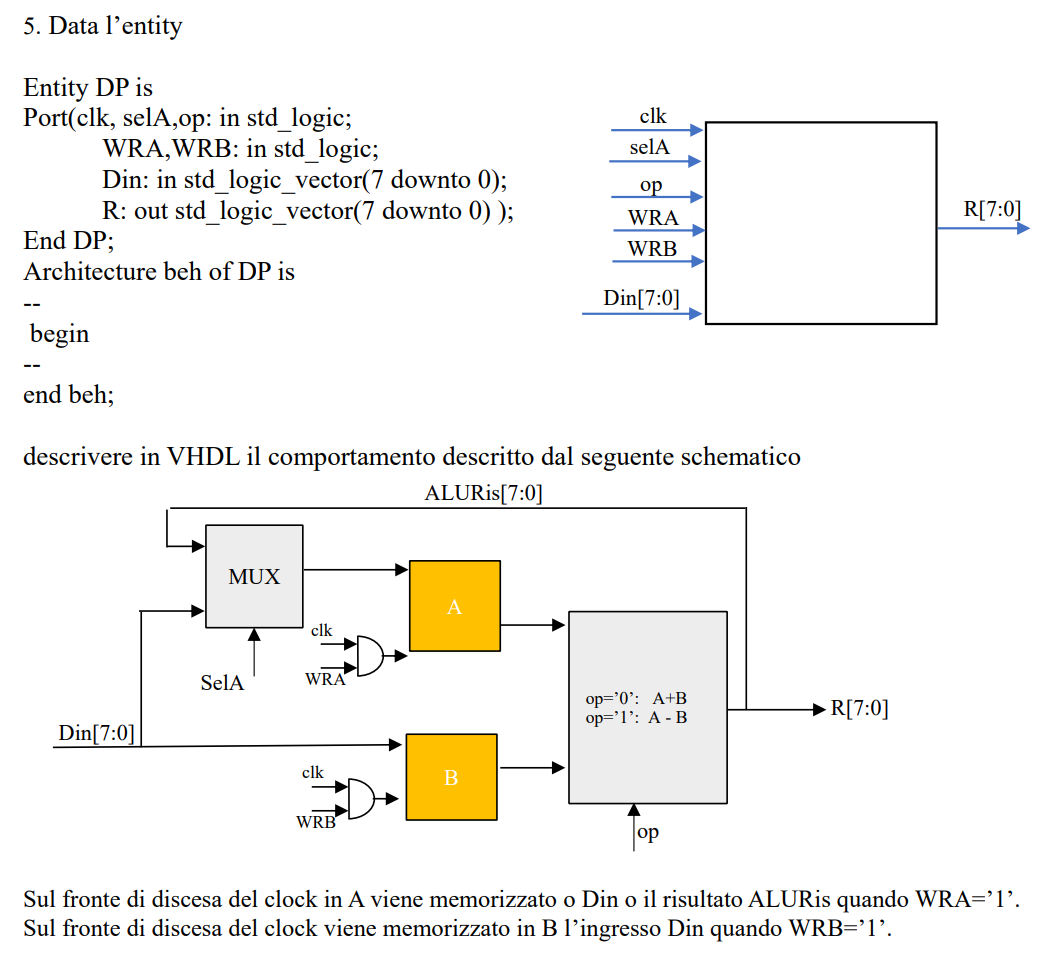 5. Data l’entity
Entity DP is
Port(clk, selA,op: in std_logic;
WRA,WRB: in std_logic;
Din: in std_logic_vector(7 downto 0);
R: out std_logic_vector(7 downto 0) );
End DP;
Architecture beh of DP is
--
begin
--
end beh;
clk
selA
op
WRA
WRB
Din[7:0]
R[7:0]
descrivere in VHDL il comportamento descritto dal seguente schematico
ALURis[7:0]
MUX
A
clk
WRA
SelA
op=’0’: A+B
op=’1’: A - B
R[7:0]
Din[7:0]
clk
B
WRB
op
Sul fronte di discesa del clock in A viene memorizzato o Din o il risultato ALURis quando WRA=’1’.
Sul fronte di discesa del clock viene memorizzato in B l’ingresso Din quando WRB=’1’.